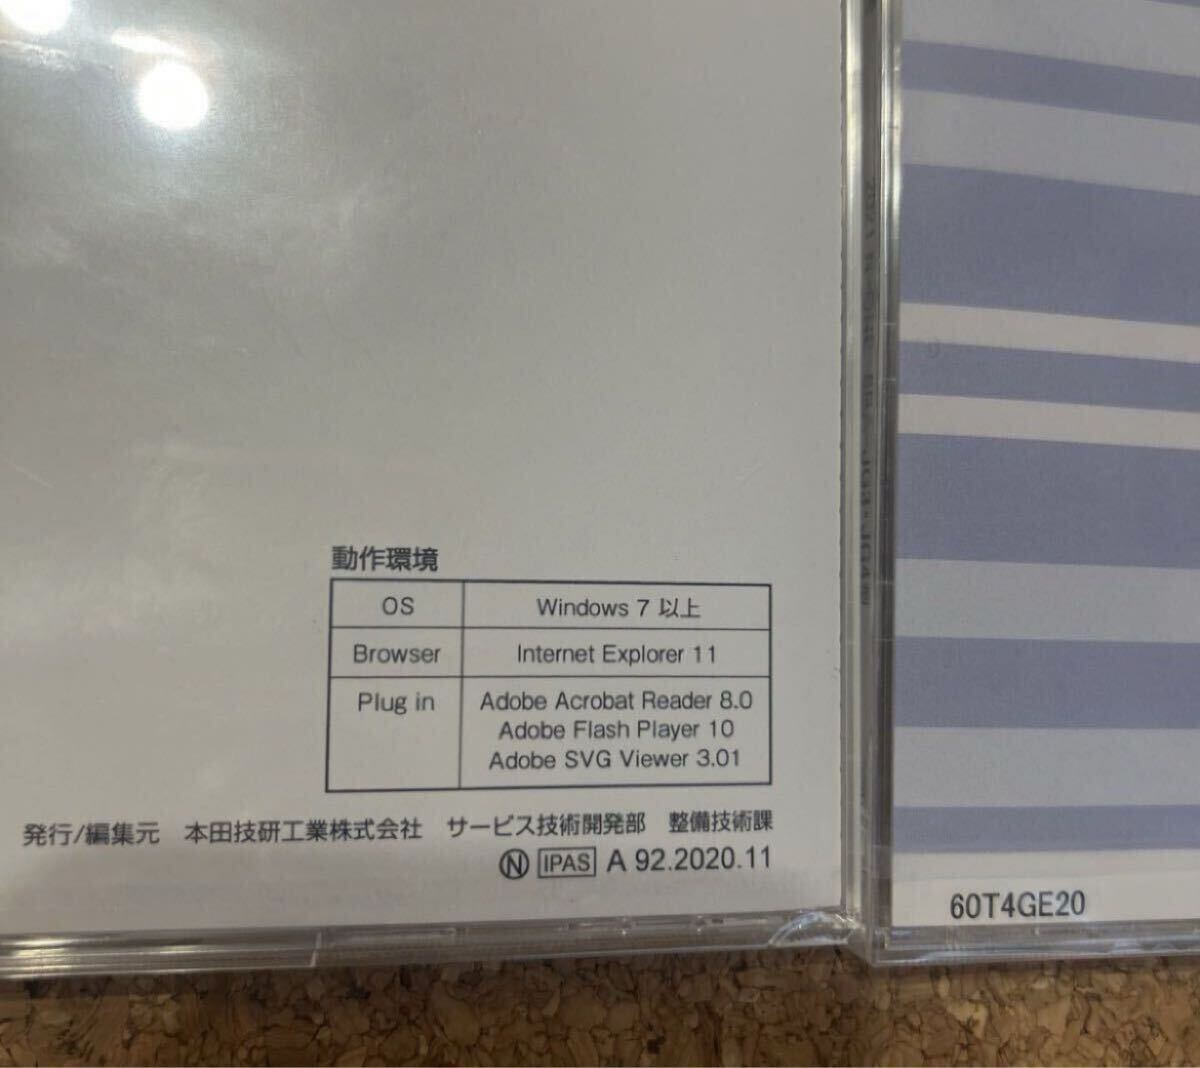 動作環境
OS Windows 7 以上
Browser Internet Explorer 11
Plug in Adobe Acrobat Reader 8.0
Adobe Flash Player 10
Adobe SVG Viewer 3.01
発行/編集元 本田技研工業株式会社 サービス技術開発部 整備技術課
Ⓝ IPAS A 92.2020.11
60T4GE20